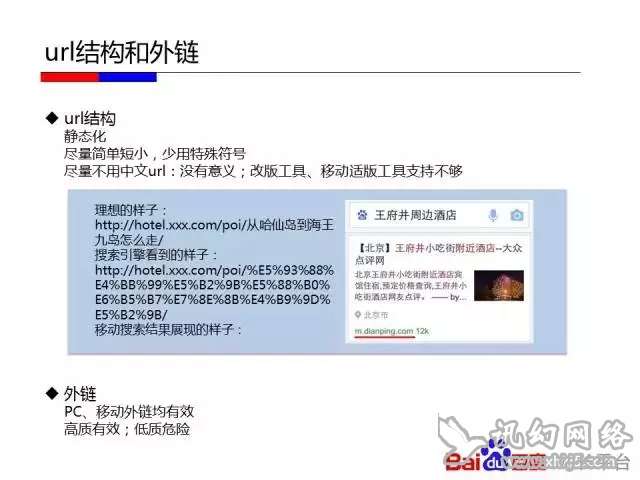 url结构和外链
◆ url结构
静态化
尽量简单短小，少用特殊符号
尽量不用中文url：没有意义；改版工具、移动适版工具支持不够
理想的样子：
http://hotel.xxx.com/poi/从哈仙岛到海王
九岛怎么走/
搜索引擎看到的样子：
http://hotel.xxx.com/poi/%E5%93%88%
E4%BB%99%E5%B2%9B%E5%88%B0%
E6%B5%B7%E7%8E%8B%E4%B9%9D%
E5%B2%9B/
移动搜索结果展现的样子：
王府井周边酒店
【北京】王府井小吃街附近酒店--大众
点评网
北京王府井小吃街附近酒店宾
馆住宿,预定价格查询,王府井小
吃街酒店网友点评。 —— by...
北京市
m.dianping.com 12k
◆ 外链
PC、移动外链均有效
高质有效；低质危险
讯幻网络
Bai du 百度
平台